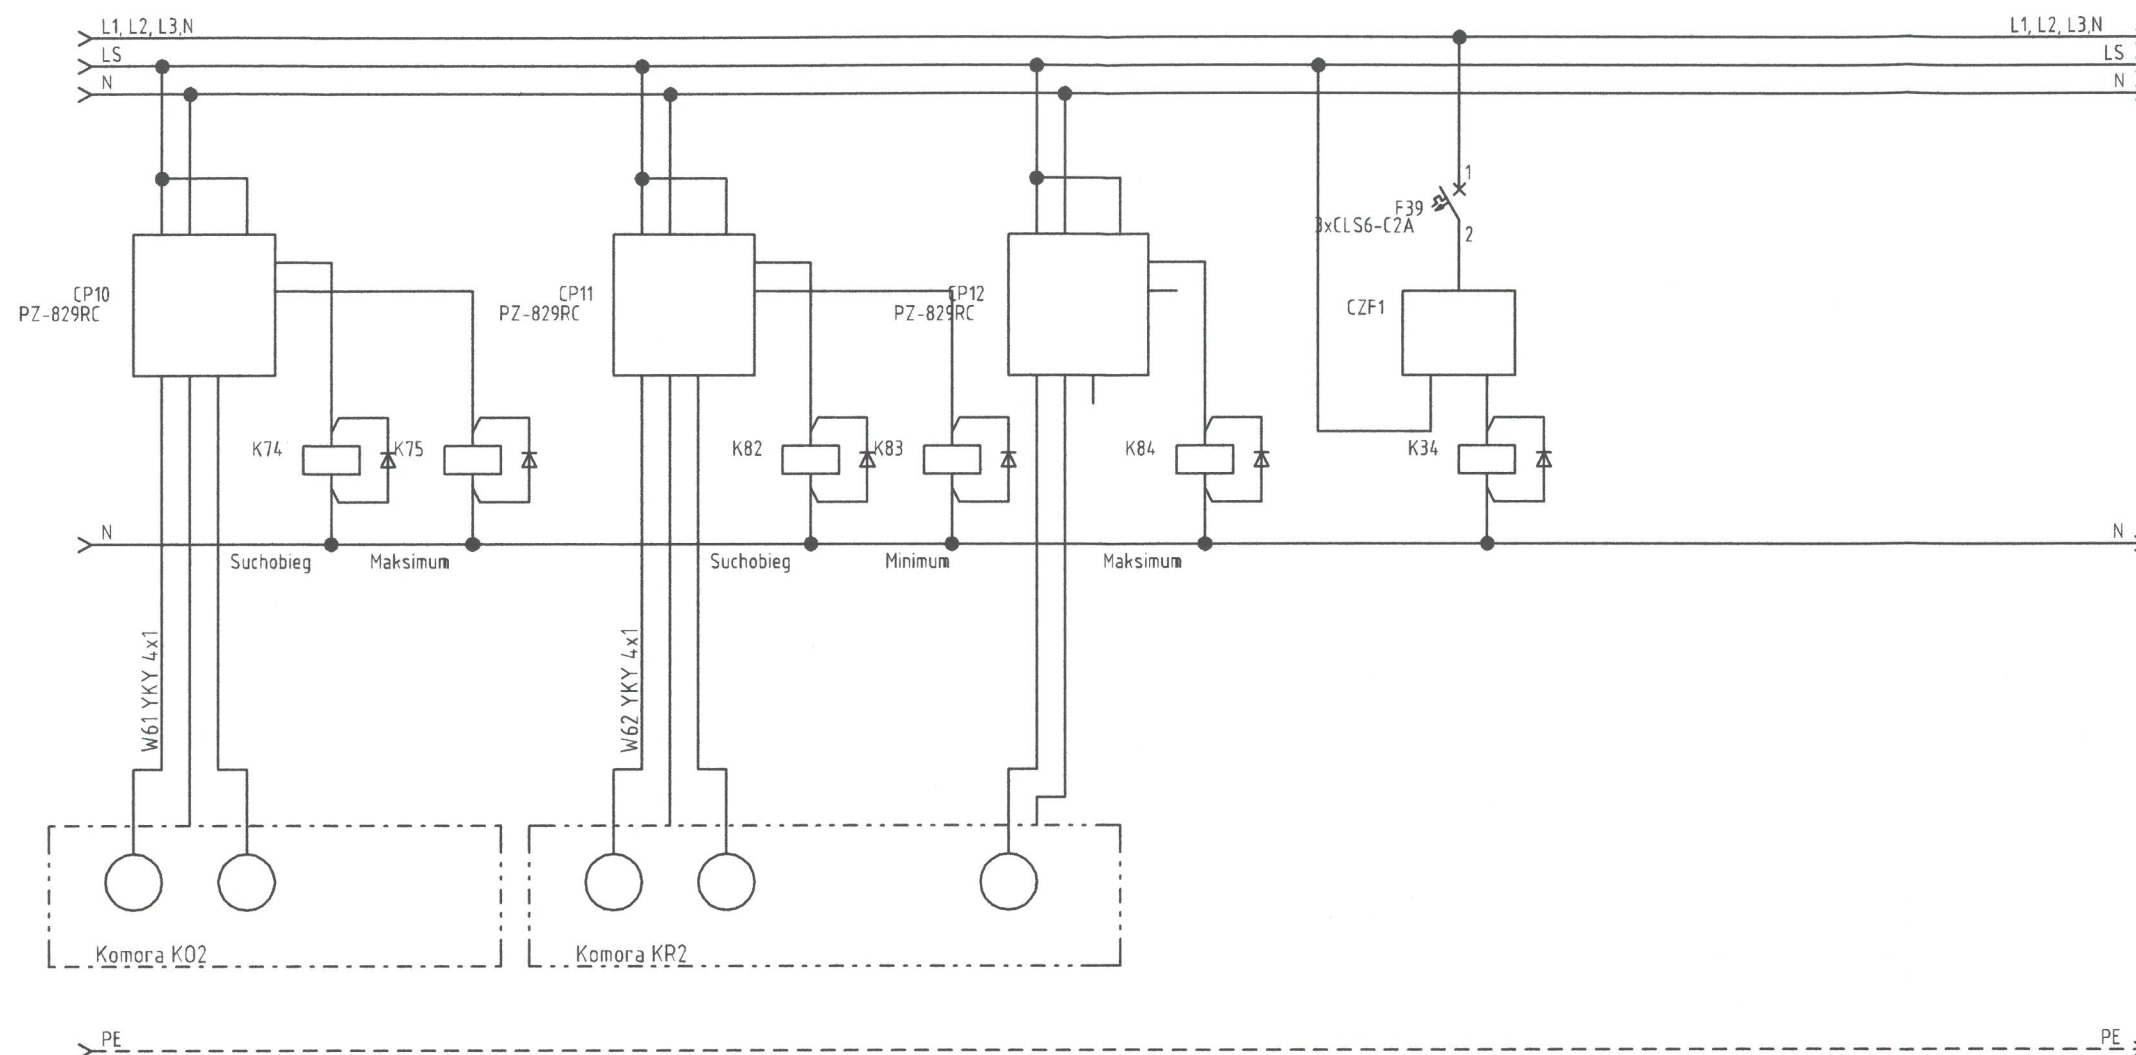 L1, L2, L3,N
L1, L2, L3,N
LS
LS
N
N
1
F39
3xCLS6-C2A
2
CP10
PZ-829RC
CP11
PZ-829RC
CP12
PZ-829RC
CZF1
K74
K75
K82
K83
K84
K34
N
N
Suchobieg
Maksimum
Suchobieg
Minimum
Maksimum
W61 YKY 4x1
W62 YKY 4x1
Komora KO2
Komora KR2
PE
PE